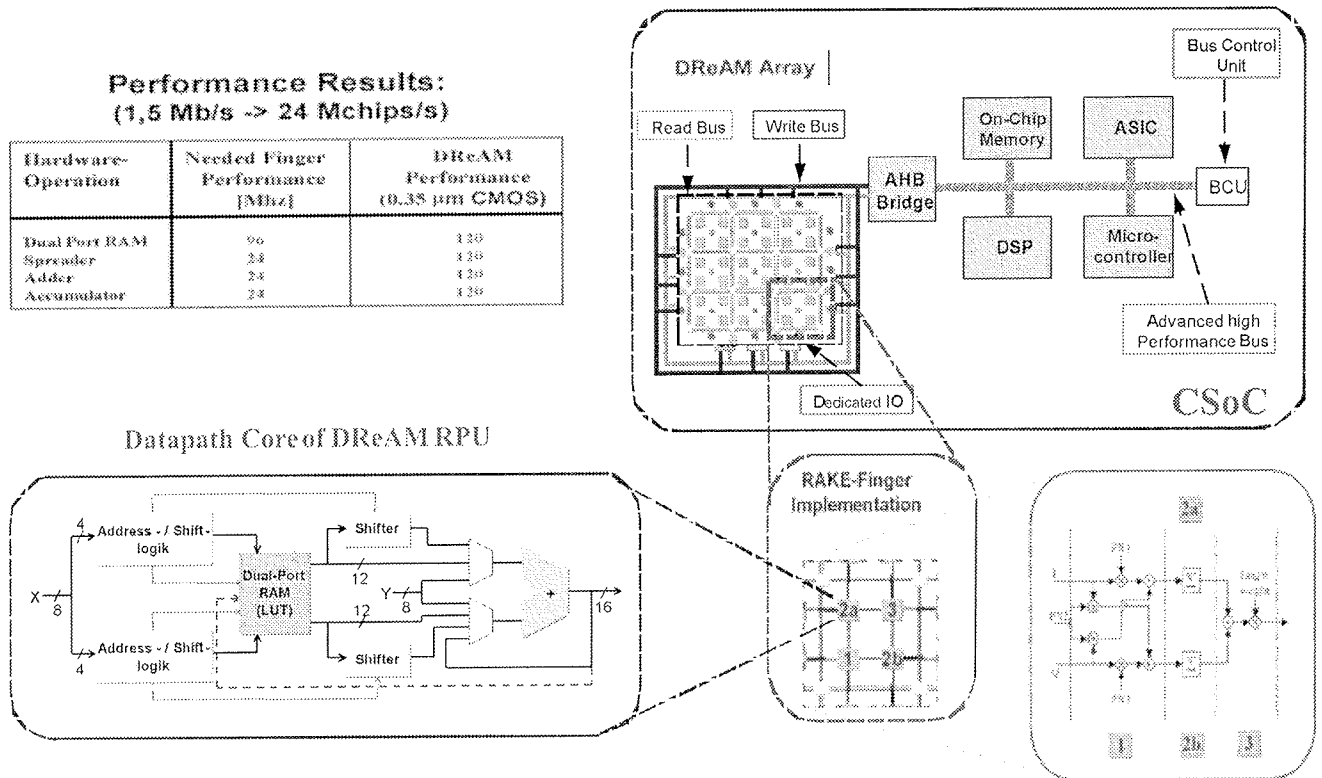 Performance Results:
(1,5 Mb/s -> 24 Mchips/s)
Hardware-
Operation
Needed Finger
Performance
[Mhz]
DReAM
Performance
(0.35 µm CMOS)
Dual Port RAM 96 120
Spreader 24 120
Adder 24 120
Accumulator 24 120
DReAM Array
Read Bus
Write Bus
AHB
Bridge
On-Chip
Memory
ASIC
Bus Control
Unit
BCU
DSP
Micro-
controller
Advanced high
Performance Bus
Dedicated IO
CSoC
Datapath Core of DReAM RPU
X
8
4
Address - / Shift-
logik
4
Address - / Shift-
logik
Dual-Port
RAM
(LUT)
Shifter
12
Y
8
12
Shifter
+
16
RAKE-Finger
Implementation
2a 3
1 2b
2a
1 2b 3